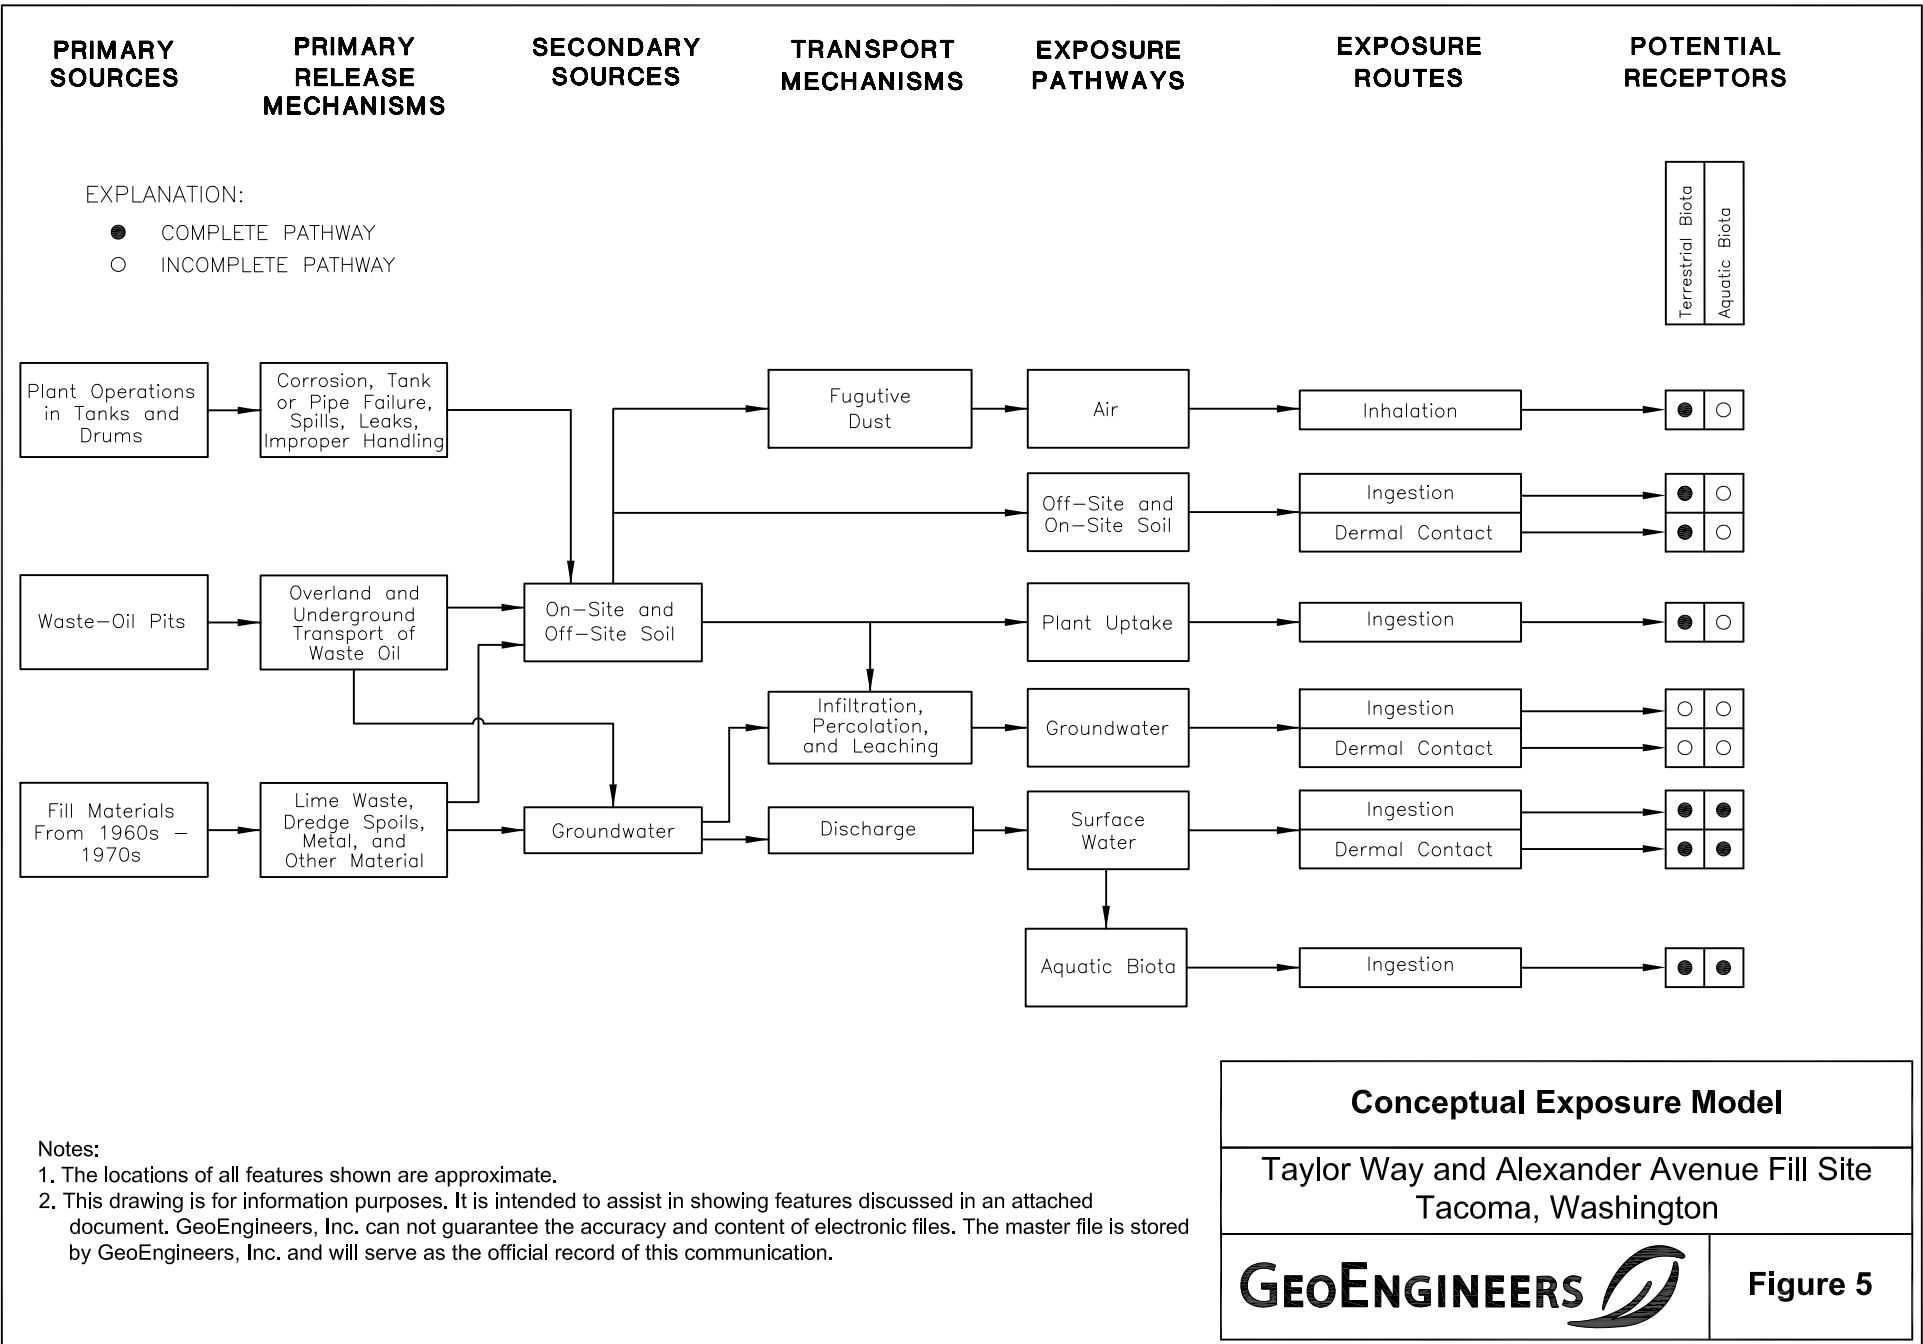 PRIMARY
SOURCES
PRIMARY
RELEASE
MECHANISMS
SECONDARY
SOURCES
TRANSPORT
MECHANISMS
EXPOSURE
PATHWAYS
EXPOSURE
ROUTES
POTENTIAL
RECEPTORS
EXPLANATION:
COMPLETE PATHWAY
INCOMPLETE PATHWAY
Terrestrial Biota
Aquatic Biota
Plant Operations
in Tanks and
Drums
Corrosion, Tank
or Pipe Failure,
Spills, Leaks,
Improper Handling
Fugutive
Dust
Air
Inhalation
Off-Site and
On-Site Soil
Ingestion
Dermal Contact
Waste-Oil Pits
Overland and
Underground
Transport of
Waste Oil
On-Site and
Off-Site Soil
Plant Uptake
Ingestion
Infiltration,
Percolation,
and Leaching
Groundwater
Ingestion
Dermal Contact
Fill Materials
From 1960s -
1970s
Lime Waste,
Dredge Spoils,
Metal, and
Other Material
Groundwater
Discharge
Surface
Water
Ingestion
Dermal Contact
Aquatic Biota
Ingestion
Notes:
1. The locations of all features shown are approximate.
2. This drawing is for information purposes. It is intended to assist in showing features discussed in an attached
document. GeoEngineers, Inc. can not guarantee the accuracy and content of electronic files. The master file is stored
by GeoEngineers, Inc. and will serve as the official record of this communication.
Conceptual Exposure Model
Taylor Way and Alexander Avenue Fill Site
Tacoma, Washington
GEOENGINEERS
Figure 5